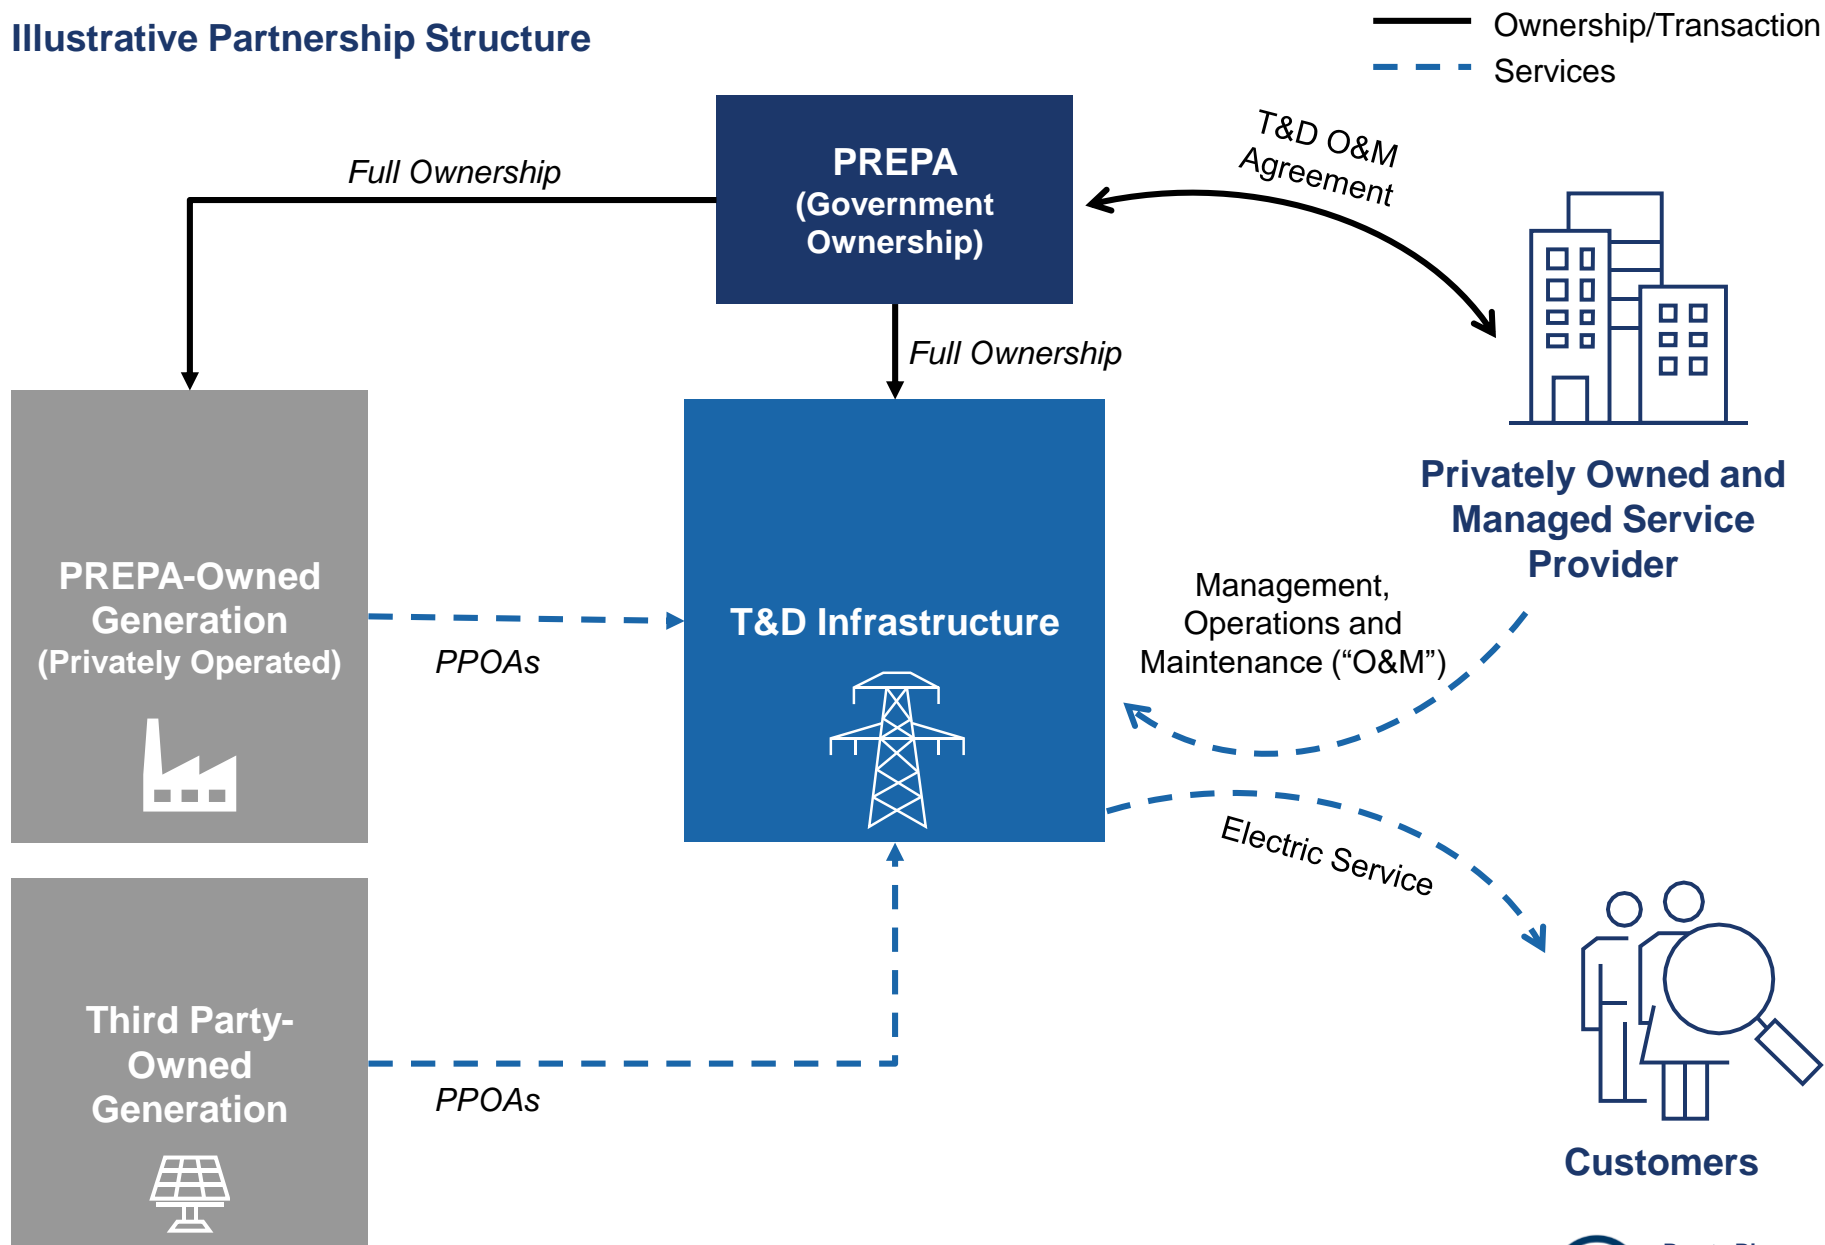 Illustrative Partnership Structure
Ownership/Transaction
Services
PREPA
(Government
Ownership)
T&D O&M
Agreement
Full Ownership
Full Ownership
Privately Owned and
Managed Service
Provider
PREPA-Owned
Generation
(Privately Operated)
PPOAs
T&D Infrastructure
Management,
Operations and
Maintenance (“O&M”)
Electric Service
Third Party-
Owned
Generation
PPOAs
Customers